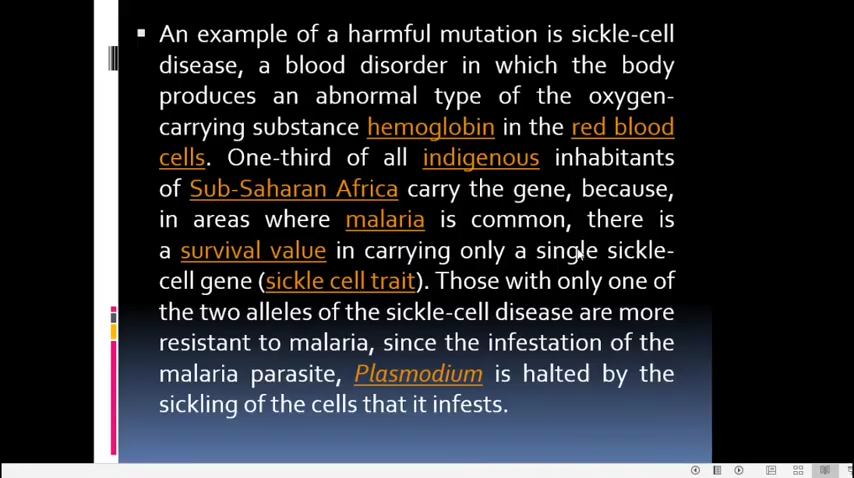 ▪ An example of a harmful mutation is sickle-cell
disease, a blood disorder in which the body
produces an abnormal type of the oxygen-
carrying substance hemoglobin in the red blood
cells. One-third of all indigenous inhabitants
of Sub-Saharan Africa carry the gene, because,
in areas where malaria is common, there is
a survival value in carrying only a single sickle-
cell gene (sickle cell trait). Those with only one of
the two alleles of the sickle-cell disease are more
resistant to malaria, since the infestation of the
malaria parasite, Plasmodium is halted by the
sickling of the cells that it infests.